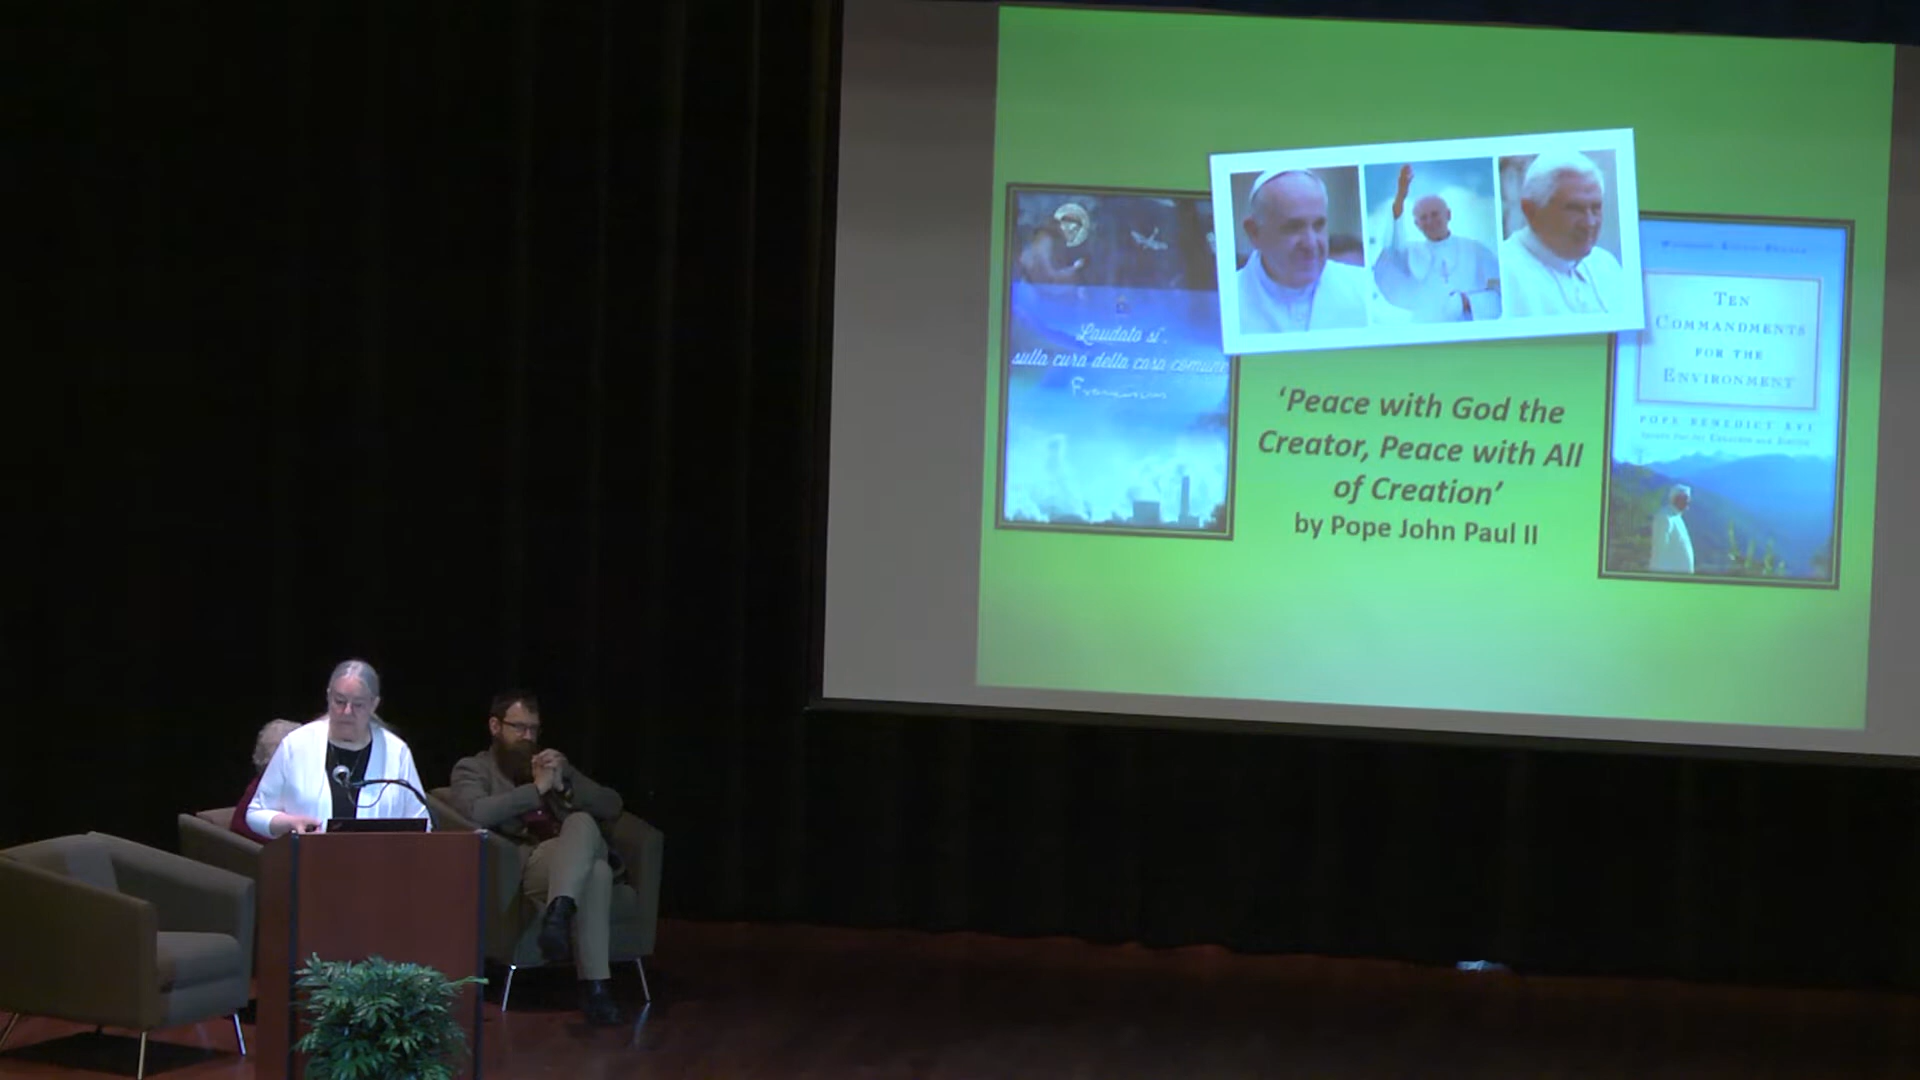 Laudato si'
sulla cura della casa comune
Franciscus
'Peace with God the
Creator, Peace with All
of Creation'
by Pope John Paul II
TEN
COMMANDMENTS
FOR THE
ENVIRONMENT
POPE BENEDICT XVI